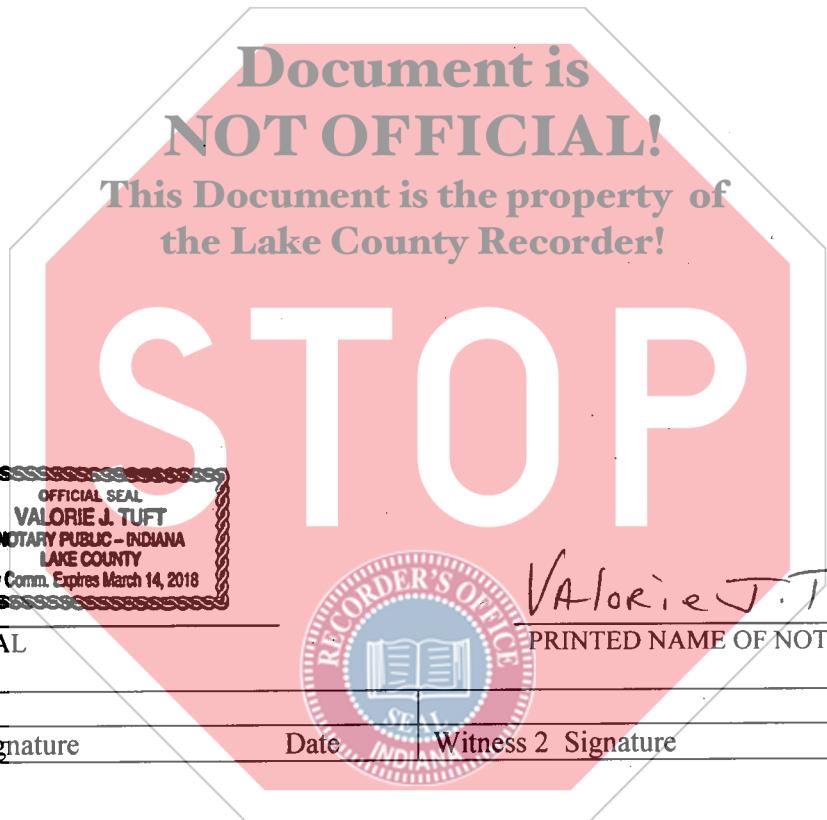 Document is
NOT OFFICIAL!
This Document is the property of
the Lake County Recorder!
STOP
OFFICIAL SEAL
VALORIE J. TUFT
NOTARY PUBLIC – INDIANA
LAKE COUNTY
Comm. Expires March 14, 2018
VAlORie J. T
AL
PRINTED NAME OF NOT
RECORDER'S OFFICE
SEAL
INDIANA
gnature Date Witness 2 Signature